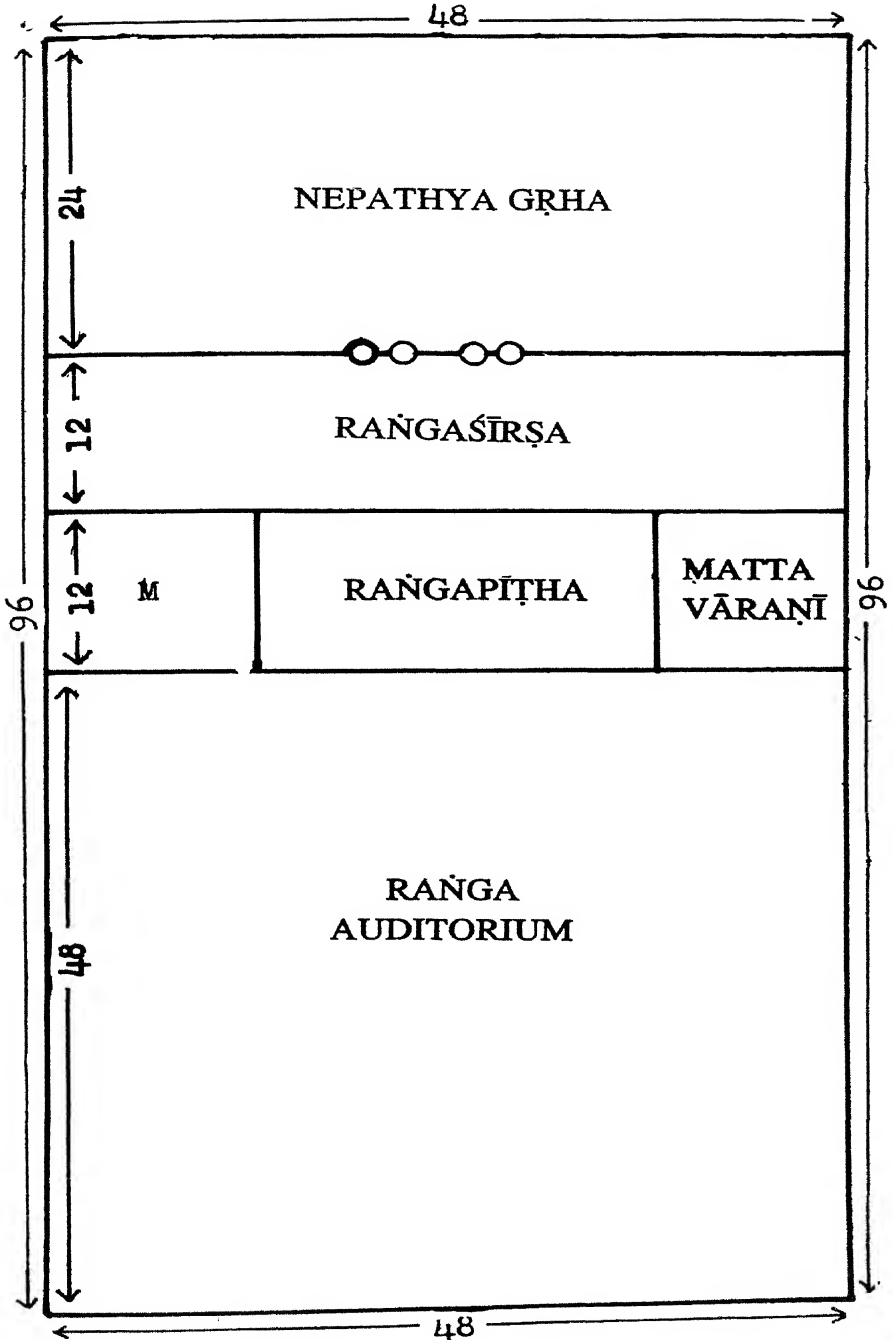 48
24
NEPATHYA GṚHA
12
RAṄGAŚĪRṢA
96
12
M
RAṄGAPĪṬHA
MATTA
VĀRAṆĪ
96
RAṄGA
AUDITORIUM
48
48